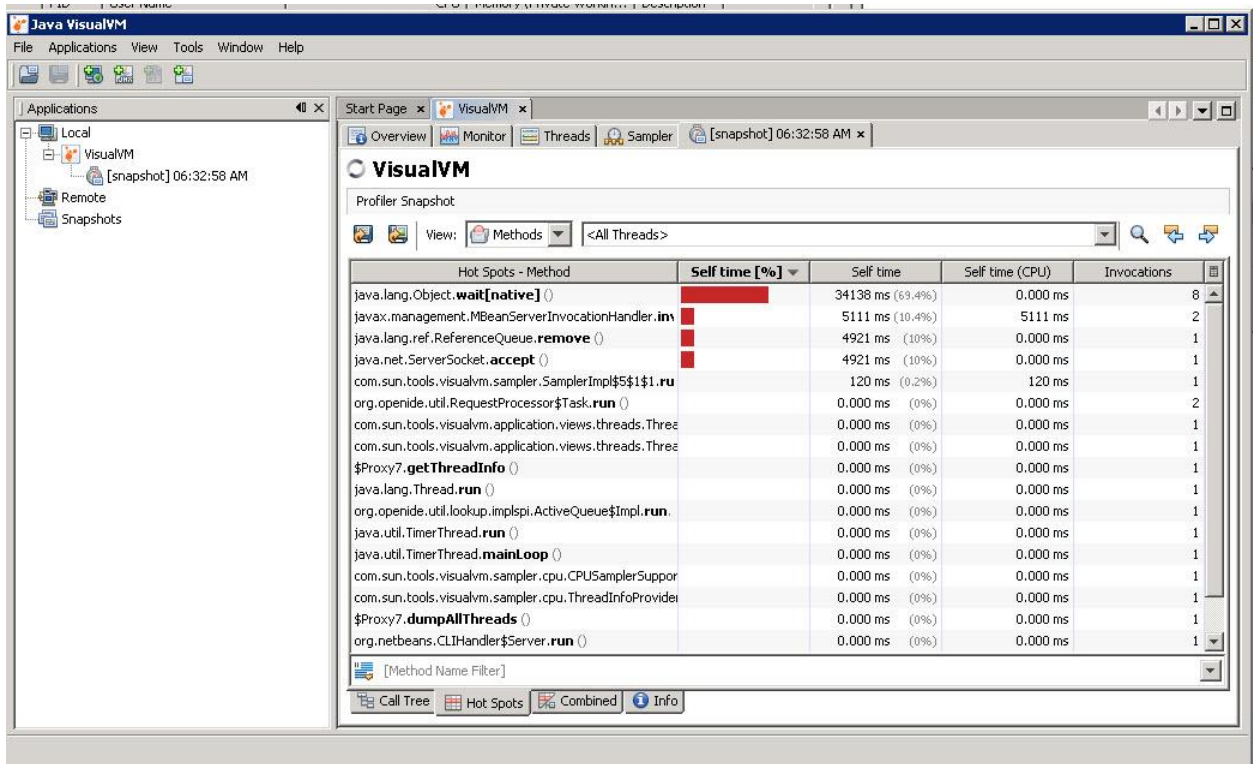 PID User Name CPU Memory (Private Workin... Description
Java VisualVM
File Applications View Tools Window Help
Applications
Local
VisualVM
[snapshot] 06:32:58 AM
Remote
Snapshots
Start Page VisualVM
Overview Monitor Threads Sampler [snapshot] 06:32:58 AM
VisualVM
Profiler Snapshot
View: Methods <All Threads>
Hot Spots - Method Self time [%] Self time Self time (CPU) Invocations
java.lang.Object.wait[native] () 34138 ms (69.4%) 0.000 ms 8
javax.management.MBeanServerInvocationHandler.inv 5111 ms (10.4%) 5111 ms 2
java.lang.ref.ReferenceQueue.remove () 4921 ms (10%) 0.000 ms 1
java.net.ServerSocket.accept () 4921 ms (10%) 0.000 ms 1
com.sun.tools.visualvm.sampler.SamplerImpl$5$1$1.ru 120 ms (0.2%) 120 ms 1
org.openide.util.RequestProcessor$Task.run () 0.000 ms (0%) 0.000 ms 2
com.sun.tools.visualvm.application.views.threads.Threa 0.000 ms (0%) 0.000 ms 1
com.sun.tools.visualvm.application.views.threads.Threa 0.000 ms (0%) 0.000 ms 1
$Proxy7.getThreadInfo () 0.000 ms (0%) 0.000 ms 1
java.lang.Thread.run () 0.000 ms (0%) 0.000 ms 1
org.openide.util.lookup.implspi.ActiveQueue$Impl.run. 0.000 ms (0%) 0.000 ms 1
java.util.TimerThread.run () 0.000 ms (0%) 0.000 ms 1
java.util.TimerThread.mainLoop () 0.000 ms (0%) 0.000 ms 1
com.sun.tools.visualvm.sampler.cpu.CPUSamplerSuppor 0.000 ms (0%) 0.000 ms 1
com.sun.tools.visualvm.sampler.cpu.ThreadInfoProvider 0.000 ms (0%) 0.000 ms 1
$Proxy7.dumpAllThreads () 0.000 ms (0%) 0.000 ms 1
org.netbeans.CLIHandler$Server.run () 0.000 ms (0%) 0.000 ms 1
[Method Name Filter]
Call Tree Hot Spots Combined Info